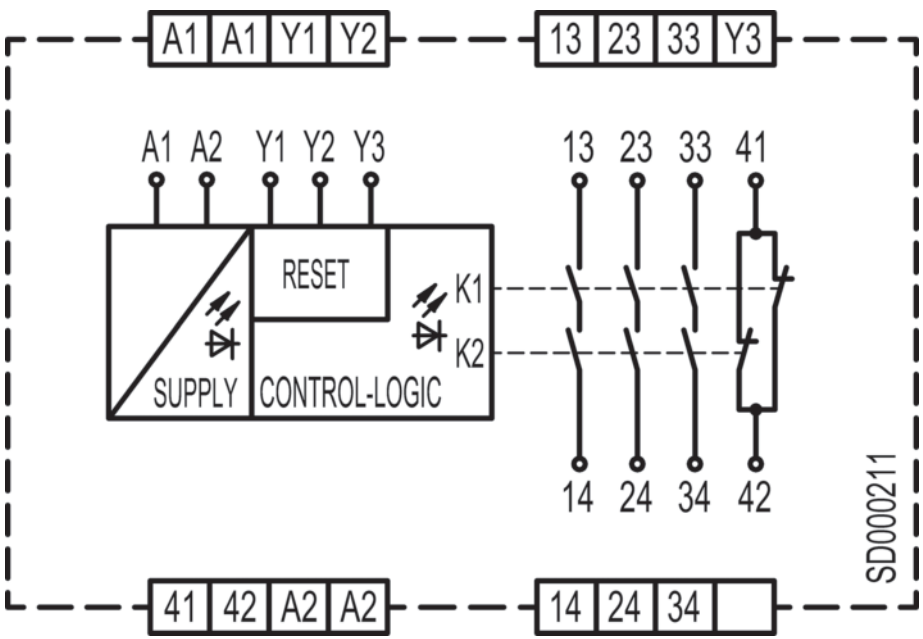 A1 A1 Y1 Y2 13 23 33 Y3
A1 A2 Y1 Y2 Y3 13 23 33 41
RESET
K1
K2
SUPPLY CONTROL-LOGIC
14 24 34 42
SD000211
41 42 A2 A2 14 24 34